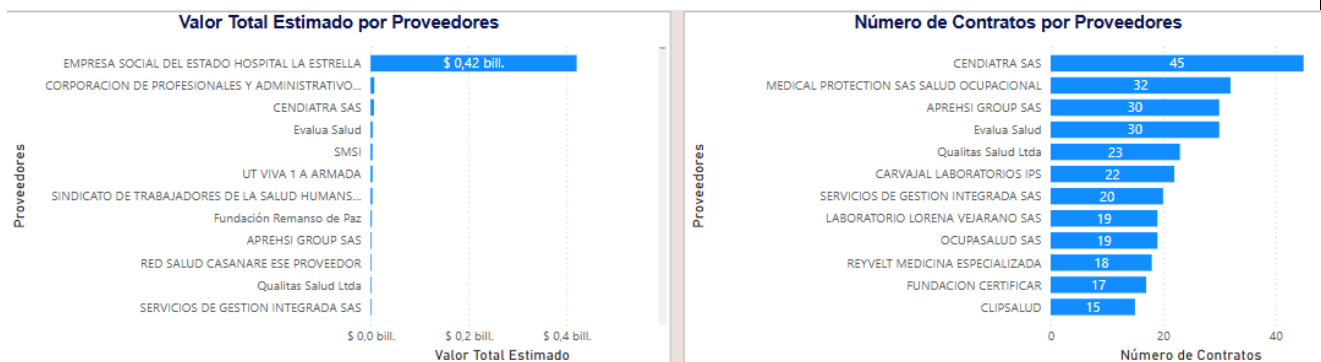 Valor Total Estimado por Proveedores
Proveedores
EMPRESA SOCIAL DEL ESTADO HOSPITAL LA ESTRELLA
$ 0,42 bill.
CORPORACION DE PROFESIONALES Y ADMINISTRATIVO...
CENDIATRA SAS
Evalua Salud
SMSI
UT VIVA 1 A ARMADA
SINDICATO DE TRABAJADORES DE LA SALUD HUMANS...
Fundación Remanso de Paz
APREHSI GROUP SAS
RED SALUD CASANARE ESE PROVEEDOR
Qualitas Salud Ltda
SERVICIOS DE GESTION INTEGRADA SAS
$ 0,0 bill. $ 0,2 bill. $ 0,4 bill.
Valor Total Estimado
Número de Contratos por Proveedores
Proveedores
CENDIATRA SAS 45
MEDICAL PROTECTION SAS SALUD OCUPACIONAL 32
APREHSI GROUP SAS 30
Evalua Salud 30
Qualitas Salud Ltda 23
CARVAJAL LABORATORIOS IPS 22
SERVICIOS DE GESTION INTEGRADA SAS 20
LABORATORIO LORENA VEJARANO SAS 19
OCUPASALUD SAS 19
REYVELT MEDICINA ESPECIALIZADA 18
FUNDACION CERTIFICAR 17
CLIPSALUD 15
0 20 40
Número de Contratos